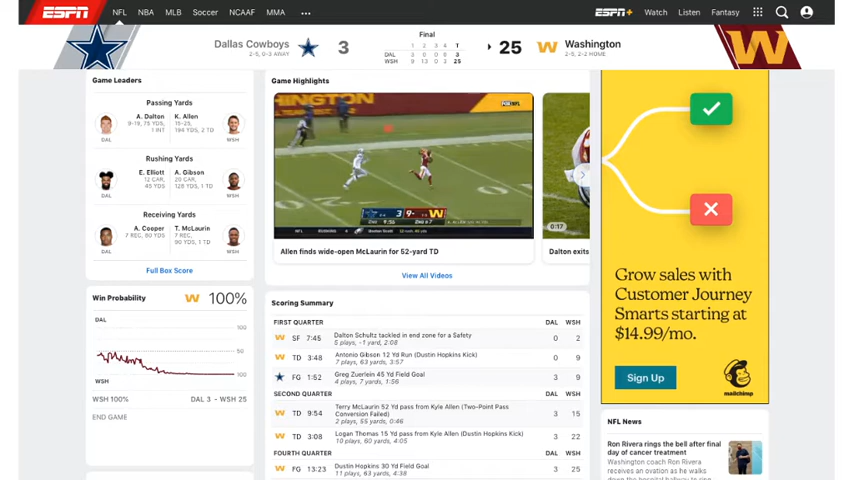 ESPN NFL NBA MLB Soccer NCAAF MMA ••• ESPN+ Watch Listen Fantasy
Dallas Cowboys
2-5, 0-3 AWAY
3
Final
1 2 3 4 T
DAL 3 0 0 0 3
WSH 9 13 0 3 25
25
Washington
2-5, 2-2 HOME
Game Leaders
Passing Yards
A. Dalton
9-19, 75 YDS,
1 INT
DAL
K. Allen
15-25,
194 YDS, 2 TD
WSH
Rushing Yards
E. Elliott
12 CAR,
45 YDS
DAL
A. Gibson
20 CAR,
128 YDS, 1 TD
WSH
Receiving Yards
A. Cooper
7 REC, 80 YDS
DAL
T. McLaurin
7 REC,
90 YDS, 1 TD
WSH
Full Box Score
Win Probability
W 100%
DAL
100
50
100
WSH
WSH 100%
DAL 3 - WSH 25
END GAME
Game Highlights
FOX NFL
3 9
Allen finds wide-open McLaurin for 52-yard TD
0:17
Dalton exits
View All Videos
Scoring Summary
FIRST QUARTER DAL WSH
SF 7:45 Dalton Schultz tackled in end zone for a Safety 0 2
5 plays, -1 yard, 2:08
TD 3:48 Antonio Gibson 12 Yd Run (Dustin Hopkins Kick) 0 9
7 plays, 63 yards, 3:57
FG 1:52 Greg Zuerlein 45 Yd Field Goal 3 9
4 plays, 7 yards, 1:56
SECOND QUARTER DAL WSH
TD 9:54 Terry McLaurin 52 Yd pass from Kyle Allen (Two-Point
Conversion Failed) 3 15
2 plays, 55 yards, 0:46
TD 3:08 Logan Thomas 15 Yd pass from Kyle Allen (Dustin Hopkins Kick) 3 22
10 plays, 60 yards, 4:05
FOURTH QUARTER DAL WSH
FG 13:23 Dustin Hopkins 30 Yd Field Goal 3 25
11 plays, 63 yards, 4:38
Grow sales with
Customer Journey
Smarts starting at
$14.99/mo.
Sign Up
mailchimp
NFL News
Ron Rivera rings the bell after final
day of cancer treatment
Washington coach Ron Rivera
receives an ovation as he walks
down the hospital hallway to ring